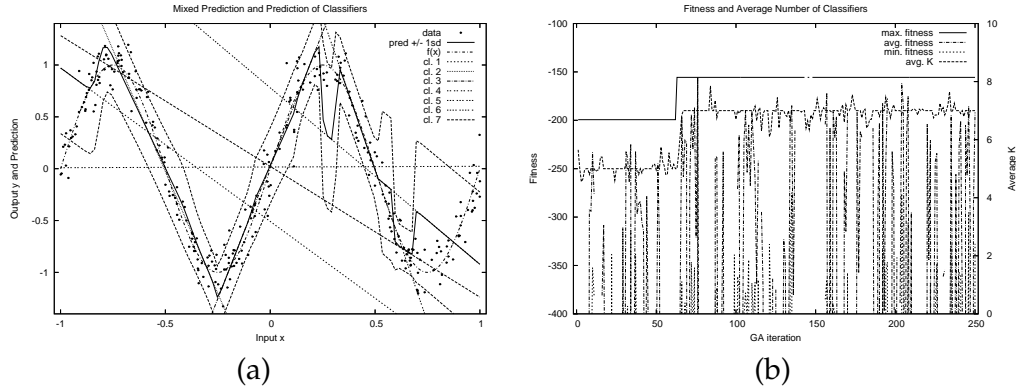 Mixed Prediction and Prediction of Classifiers
data
pred +/- 1sd
f(x)
cl. 1
cl. 2
cl. 3
cl. 4
cl. 5
cl. 6
cl. 7
Output y and Prediction
1
0.5
0
-0.5
-1
-1
-0.5
0
0.5
1
Input x
(a)
Fitness and Average Number of Classifiers
max. fitness
avg. fitness
min. fitness
avg. K
Fitness
-100
-150
-200
-250
-300
-350
-400
0
50
100
150
200
250
GA iteration
10
8
6
4
2
0
Average K
(b)